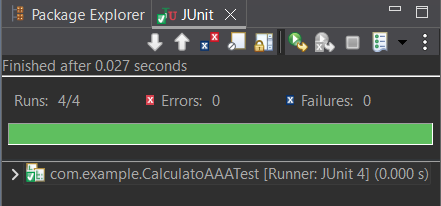 Package Explorer JUnit
Finished after 0.027 seconds
Runs: 4/4 Errors: 0 Failures: 0
com.example.CalculatoAAATest [Runner: JUnit 4] (0.000 s)